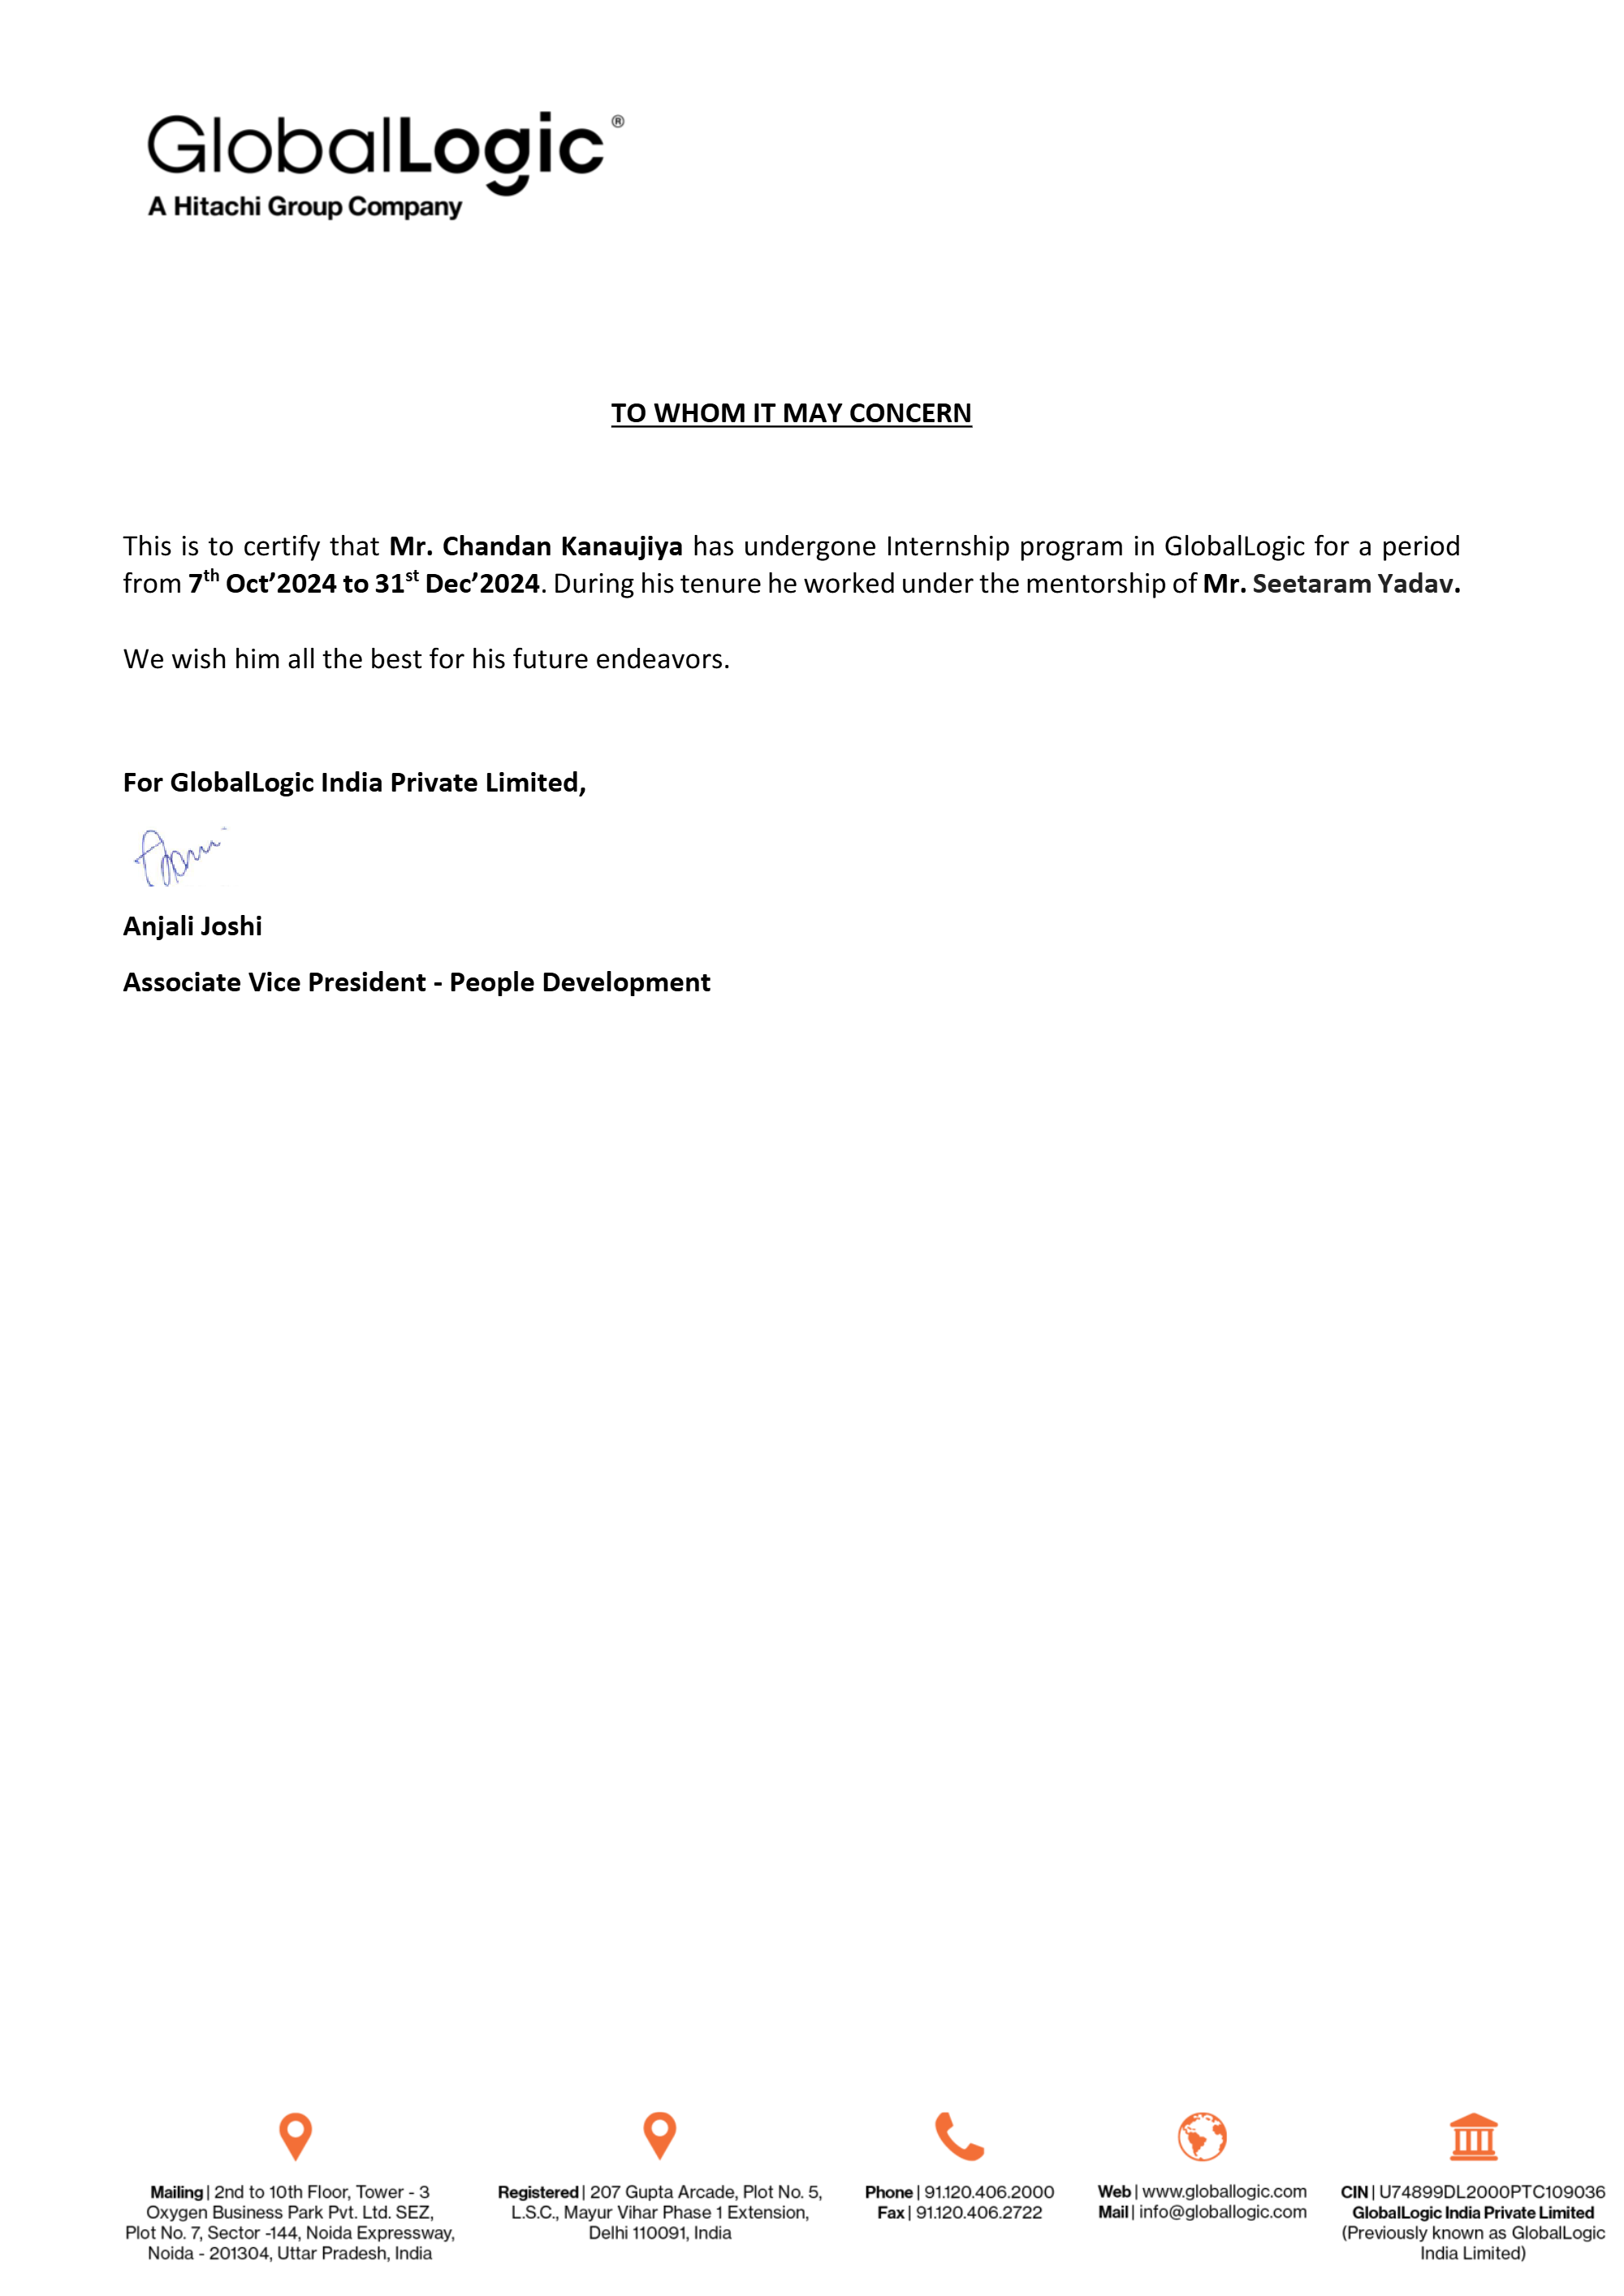 GlobalLogic®
A Hitachi Group Company
TO WHOM IT MAY CONCERN
This is to certify that Mr. Chandan Kanaujiya has undergone Internship program in GlobalLogic for a period
from 7th Oct’2024 to 31st Dec’2024. During his tenure he worked under the mentorship of Mr. Seetaram Yadav.
We wish him all the best for his future endeavors.
For GlobalLogic India Private Limited,
Anjali Joshi
Associate Vice President - People Development
Mailing| 2nd to 10th Floor, Tower - 3
Oxygen Business Park Pvt. Ltd. SEZ,
Plot No. 7, Sector -144, Noida Expressway,
Noida - 201304, Uttar Pradesh, India
Registered| 207 Gupta Arcade, Plot No. 5,
L.S.C., Mayur Vihar Phase 1 Extension,
Delhi 110091, India
Phone| 91.120.406.2000
Fax| 91.120.406.2722
Web| www.globallogic.com
Mail| info@globallogic.com
CIN| U74899DL2000PTC109036
GlobalLogic India Private Limited
(Previously known as GlobalLogic
India Limited)